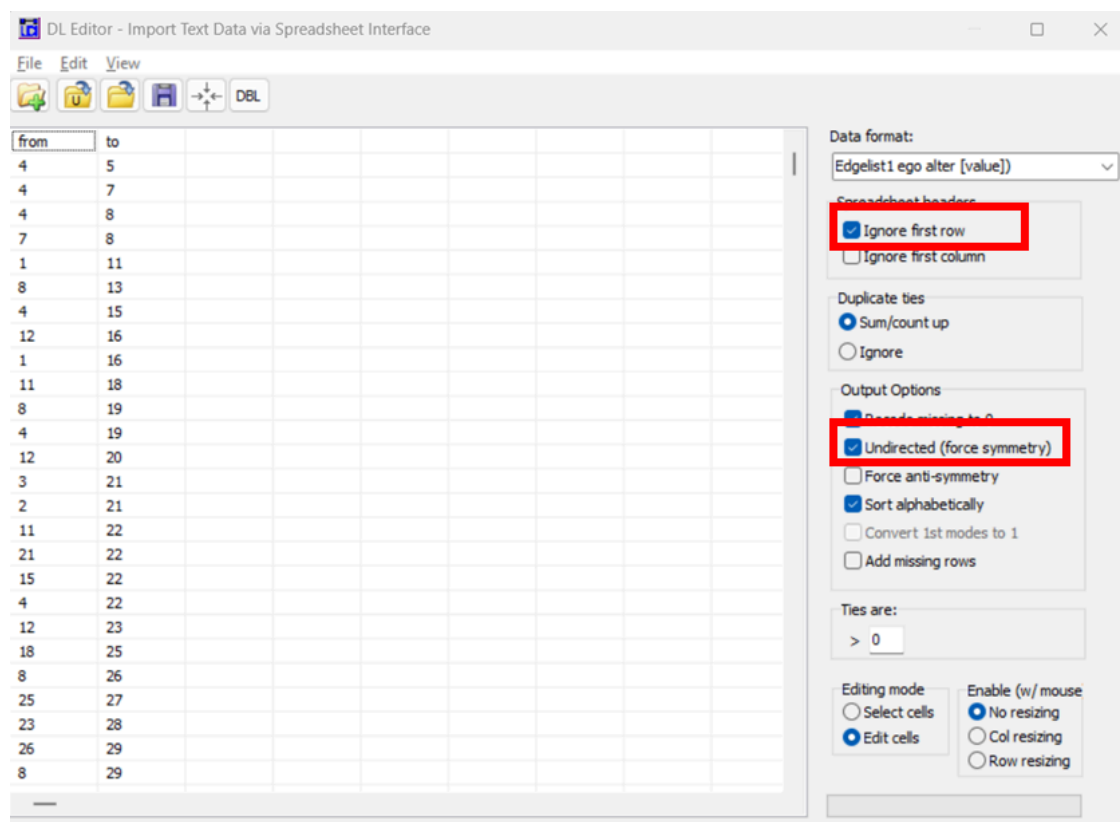 DL Editor - Import Text Data via Spreadsheet Interface
File Edit View
U DBL
from to
4 5
4 7
4 8
7 8
1 11
8 13
4 15
12 16
1 16
11 18
8 19
4 19
12 20
3 21
2 21
11 22
21 22
15 22
4 22
12 23
18 25
8 26
25 27
23 28
26 29
8 29
Data format:
Edgelist1 ego alter [value])
Spreadsheet headers
Ignore first row
Ignore first column
Duplicate ties
Sum/count up
Ignore
Output Options
Recode missing to 0
Undirected (force symmetry)
Force anti-symmetry
Sort alphabetically
Convert 1st modes to 1
Add missing rows
Ties are:
> 0
Editing mode
Select cells
Edit cells
Enable (w/ mouse
No resizing
Col resizing
Row resizing